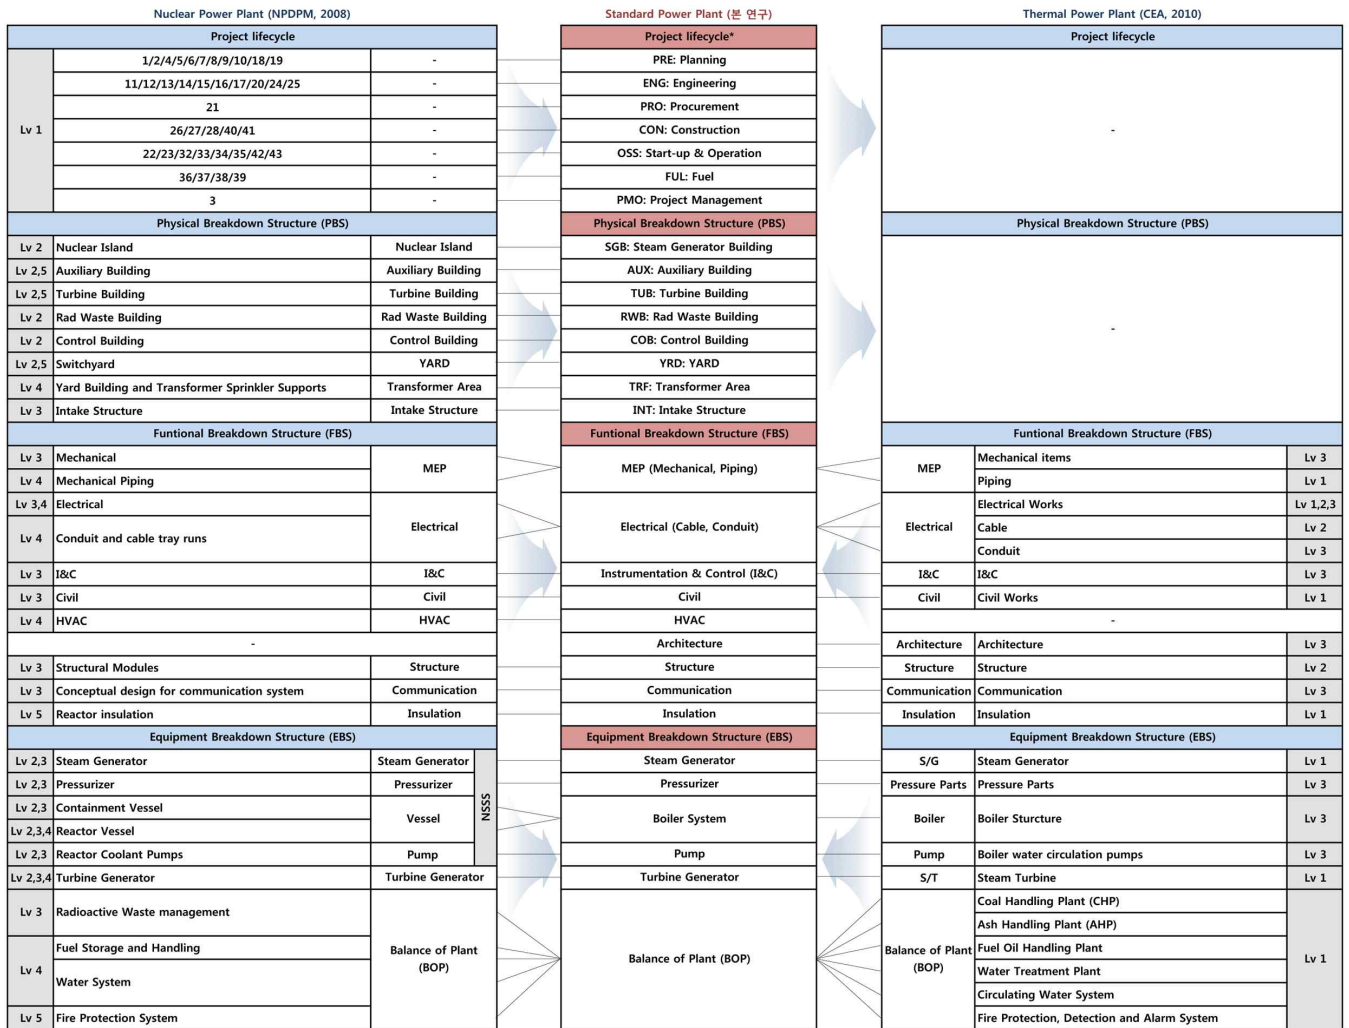 Nuclear Power Plant (NPDPM, 2008) Standard Power Plant (본 연구) Thermal Power Plant (CEA, 2010)
Project lifecycle Project lifecycle* Project lifecycle
Lv 1 1/2/4/5/6/7/8/9/10/18/19 - PRE: Planning -
11/12/13/14/15/16/17/20/24/25 - ENG: Engineering
21 - PRO: Procurement
26/27/28/40/41 - CON: Construction
22/23/32/33/34/35/42/43 - OSS: Start-up & Operation
36/37/38/39 - FUL: Fuel
3 - PMO: Project Management
Physical Breakdown Structure (PBS) Physical Breakdown Structure (PBS) Physical Breakdown Structure (PBS)
Lv 2 Nuclear Island Nuclear Island SGB: Steam Generator Building -
Lv 2,5 Auxiliary Building Auxiliary Building AUX: Auxiliary Building
Lv 2,5 Turbine Building Turbine Building TUB: Turbine Building
Lv 2 Rad Waste Building Rad Waste Building RWB: Rad Waste Building
Lv 2 Control Building Control Building COB: Control Building
Lv 2,5 Switchyard YARD YRD: YARD
Lv 4 Yard Building and Transformer Sprinkler Supports Transformer Area TRF: Transformer Area
Lv 3 Intake Structure Intake Structure INT: Intake Structure
Funtional Breakdown Structure (FBS) Funtional Breakdown Structure (FBS) Funtional Breakdown Structure (FBS)
Lv 3 Mechanical MEP MEP (Mechanical, Piping) MEP Mechanical items Lv 3
Lv 4 Mechanical Piping Piping Lv 1
Lv 3,4 Electrical Electrical Electrical (Cable, Conduit) Electrical Electrical Works Lv 1,2,3
Lv 4 Conduit and cable tray runs Cable Lv 2
Conduit Lv 3
Lv 3 I&C I&C Instrumentation & Control (I&C) I&C I&C Lv 3
Lv 3 Civil Civil Civil Civil Civil Works Lv 1
Lv 4 HVAC HVAC HVAC -
- Architecture Architecture Architecture Lv 3
Lv 3 Structural Modules Structure Structure Structure Structure Lv 2
Lv 3 Conceptual design for communication system Communication Communication Communication Communication Lv 3
Lv 5 Reactor insulation Insulation Insulation Insulation Insulation Lv 1
Equipment Breakdown Structure (EBS) Equipment Breakdown Structure (EBS) Equipment Breakdown Structure (EBS)
Lv 2,3 Steam Generator Steam Generator NSSS Steam Generator S/G Steam Generator Lv 1
Lv 2,3 Pressurizer Pressurizer Pressurizer Pressure Parts Pressure Parts Lv 3
Lv 2,3 Containment Vessel Vessel Boiler System Boiler Boiler Sturcture Lv 3
Lv 2,3,4 Reactor Vessel
Lv 2,3 Reactor Coolant Pumps Pump Pump Pump Boiler water circulation pumps Lv 3
Lv 2,3,4 Turbine Generator Turbine Generator Turbine Generator S/T Steam Turbine Lv 1
Lv 3 Radioactive Waste management Balance of Plant (BOP) Balance of Plant (BOP) Balance of Plant (BOP) Coal Handling Plant (CHP) Lv 1
Ash Handling Plant (AHP)
Lv 4 Fuel Storage and Handling Fuel Oil Handling Plant
Water System Water Treatment Plant
Circulating Water System
Lv 5 Fire Protection System Fire Protection, Detection and Alarm System